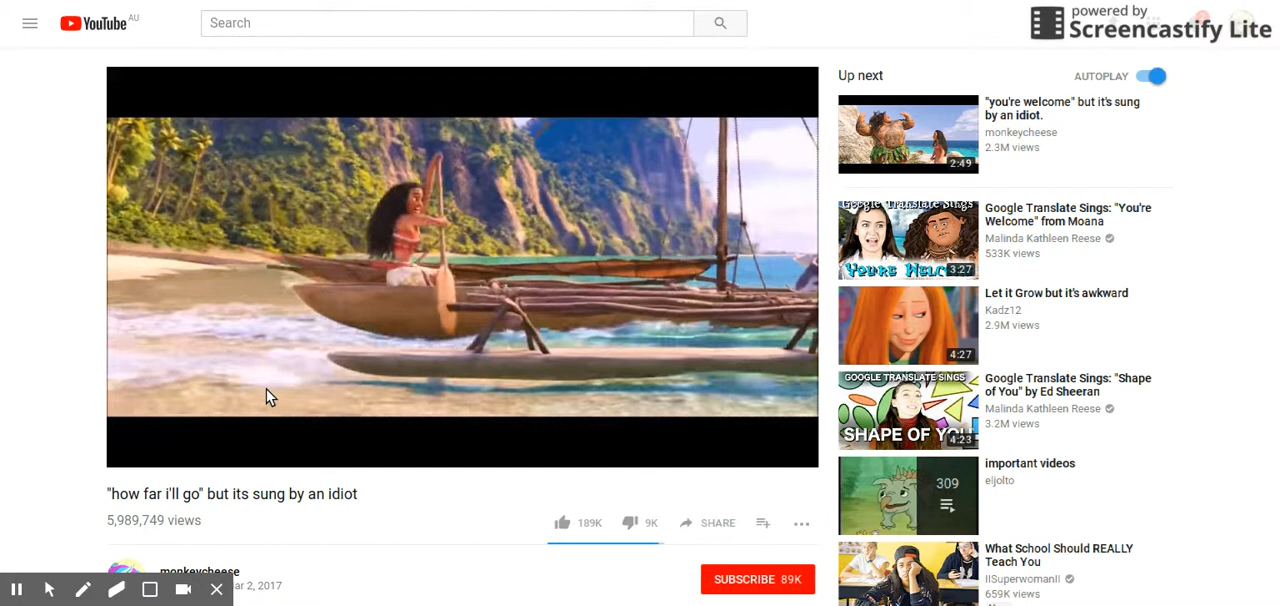 YouTube AU
Search
powered by
Screencastify Lite
"how far i'll go" but its sung by an idiot
5,989,749 views
189K
9K
SHARE
monkeycheese
ar 2, 2017
SUBSCRIBE 89K
Up next
AUTOPLAY
2:49
"you're welcome" but it's sung
by an idiot.
monkeycheese
2.3M views
Google Translate Sings
YOURE WELC
3:27
Google Translate Sings: "You're
Welcome" from Moana
Malinda Kathleen Reese
533K views
4:27
Let it Grow but it's awkward
Kadz12
2.9M views
GOOGLE TRANSLATE SINGS
SHAPE OF YOU
4:23
Google Translate Sings: "Shape
of You" by Ed Sheeran
Malinda Kathleen Reese
3.2M views
309
important videos
eljolto
What School Should REALLY
Teach You
IISuperwomanII
659K views